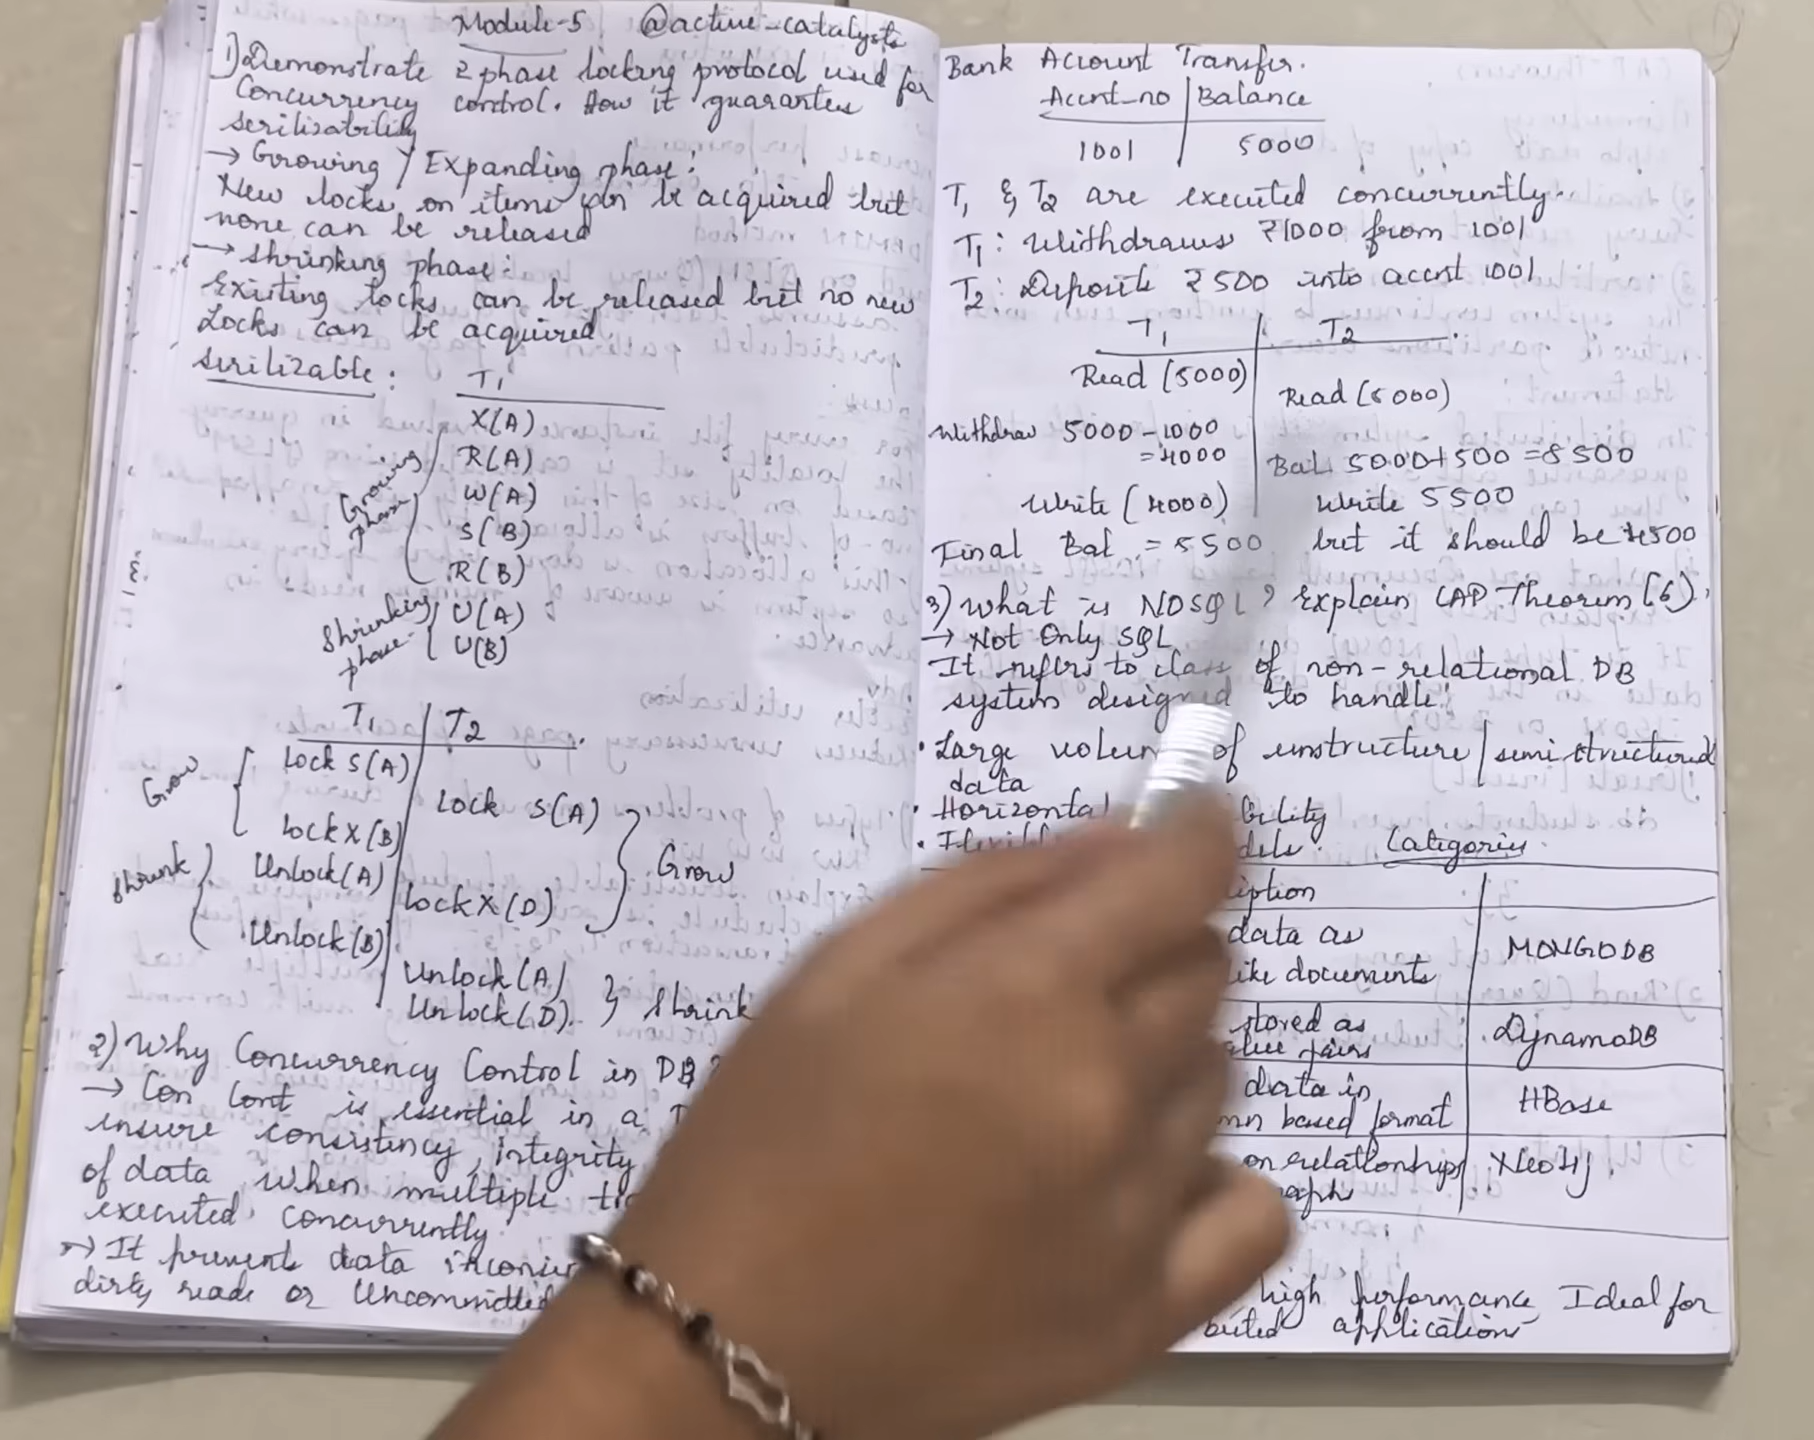 Module-5 @active-catalysts
1) Demonstrate 2 phase locking protocol used for
Concurrency control. How it guarantees
serilisability
→ Growing / Expanding phase:
New locks on items can be acquired but
none can be released
→ shrinking phase:
Existing locks can be released but no new
Locks can be acquired
serilizable: T1
X(A)
R(A)
W(A)
S(B)
R(B)
Growing phase
U(A)
U(B)
Shrinking phase
T1 | T2
Grow
Lock S(A)
Lock S(A)
Lock X(B)
Grow
Shrunk
Unlock(A)
Lock X(D)
Unlock(B)
Unlock(A)
Unlock(D). } shrink
2) Why Concurrency Control in DB
→ Con Cont is essential in a
ensure consistency, integrity
of data when multiple
executed concurrently
→ It prevent data
dirty reads or Uncommitted
Bank Account Transfer.
Accnt-no | Balance
1001 | 5000
T1 & T2 are executed concurrently.
T1: Withdraws ₹1000 from 1001
T2: Deposits ₹500 into accnt 1001
T1 | T2
Read (5000)
Read (5000)
Withdraw 5000-1000
=4000
Bal 5000+500=5500
Write (4000) Write 5500
Final Bal = 5500 but it should be 4500
3) What is NOSQL? Explain CAP Theorem (6).
→ Not Only SQL
It refers to class of non-relational DB
system designed to handle:
• Large of unstructure/semi structured
data
• Horizontal
Categories
data as MONGODB
documents
stored as DynamoDB
pairs
data in HBase
based format
on relationships Neo4j
high performance, Ideal for
application